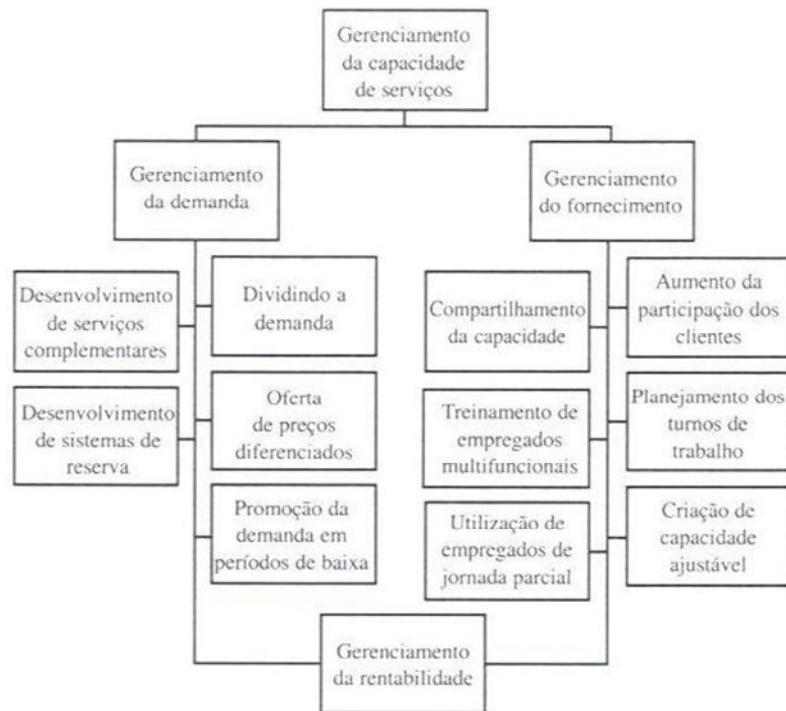 Gerenciamento
da capacidade
de serviços
Gerenciamento
da demanda
Gerenciamento
do fornecimento
Desenvolvimento
de serviços
complementares
Dividindo a
demanda
Compartilhamento
da capacidade
Aumento da
participação dos
clientes
Desenvolvimento
de sistemas de
reserva
Oferta
de preços
diferenciados
Treinamento de
empregados
multifuncionais
Planejamento dos
turnos de
trabalho
Promoção da
demanda em
períodos de baixa
Utilização de
empregados de
jornada parcial
Criação de
capacidade
ajustável
Gerenciamento
da rentabilidade